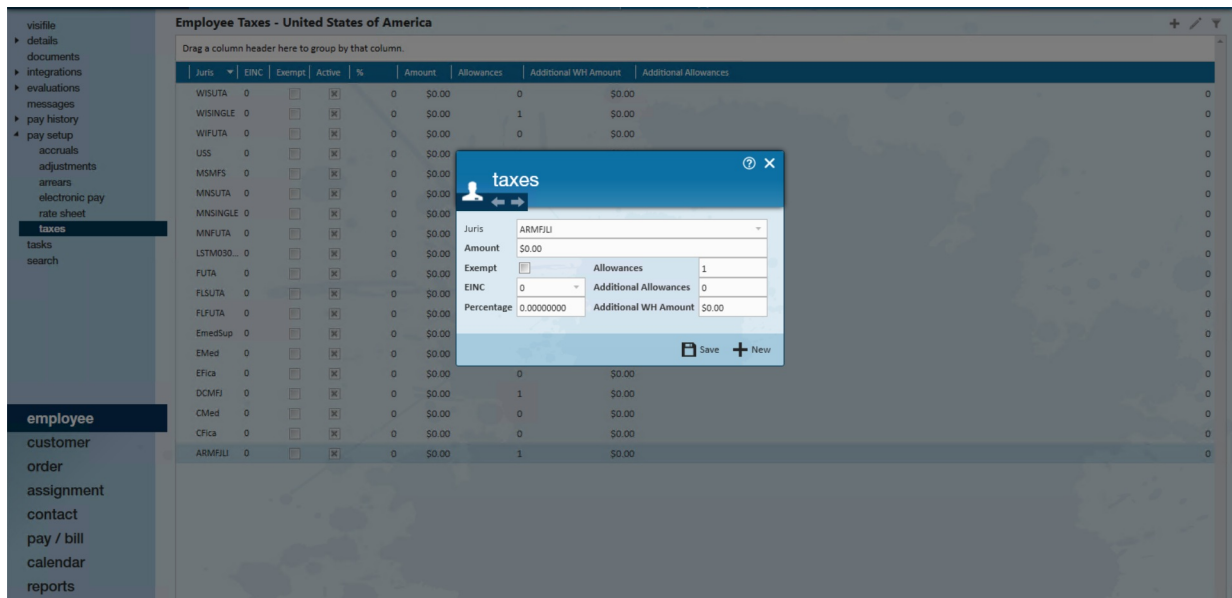 visifile
details
documents
integrations
evaluations
messages
pay history
pay setup
accruals
adjustments
arrears
electronic pay
rate sheet
taxes
tasks
search
employee
customer
order
assignment
contact
pay / bill
calendar
reports
Employee Taxes - United States of America
Drag a column header here to group by that column.
Juris EINC Exempt Active % Amount Allowances Additional WH Amount Additional Allowances
WISUTA 0 0 $0.00 0 $0.00 0
WISINGLE 0 0 $0.00 1 $0.00 0
WIFUTA 0 0 $0.00 0 $0.00 0
USS 0 0 $0.00 0
MSMFS 0 0 $0.00 0
MNSUTA 0 0 $0.00 0
MNSINGLE 0 0 $0.00 0
MNFUTA 0 0 $0.00 0
LSTM030... 0 0 $0.00 0
FUTA 0 0 $0.00 0
FLSUTA 0 0 $0.00 0
FLFUTA 0 0 $0.00 0
EmedSup 0 0 $0.00 0
EMed 0 0 $0.00 0
EFica 0 0 $0.00 0 $0.00 0
DCMFJ 0 0 $0.00 1 $0.00 0
CMed 0 0 $0.00 0 $0.00 0
CFica 0 0 $0.00 0 $0.00 0
ARMFJLI 0 0 $0.00 1 $0.00 0
taxes
Juris ARMFJLI
Amount $0.00
Exempt Allowances 1
EINC 0 Additional Allowances 0
Percentage 0.00000000 Additional WH Amount $0.00
Save New